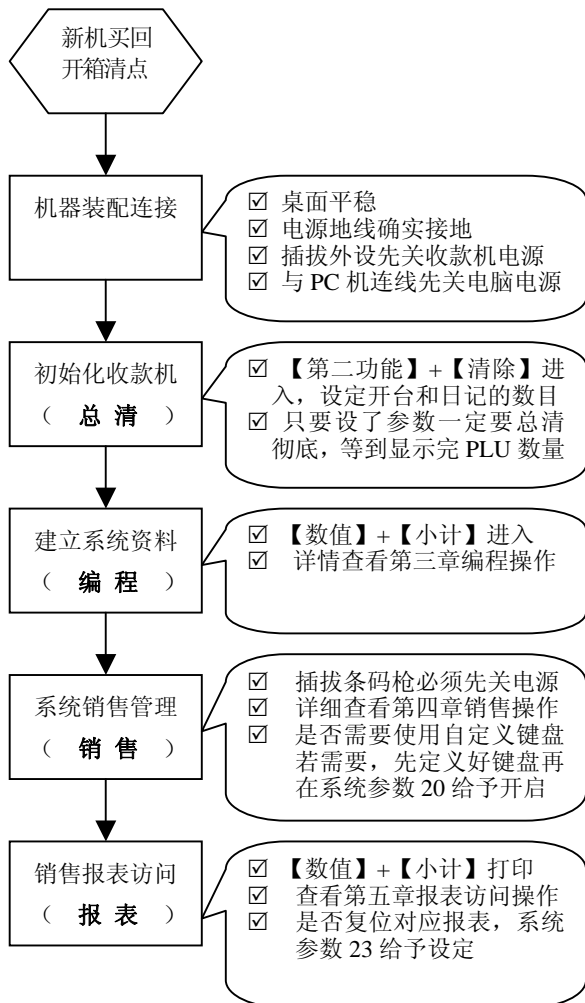 新机买回
开箱清点
机器装配连接
☑ 桌面平稳
☑ 电源地线确实接地
☑ 插拔外设先关收款机电源
☑ 与 PC 机连线先关电脑电源
初始化收款机
（ 总 清 ）
☑ 【第二功能】+【清除】进
入，设定开台和日记的数目
☑ 只要设了参数一定要总清
彻底，等到显示完 PLU 数量
建立系统资料
（ 编 程 ）
☑ 【数值】+【小计】进入
☑ 详情查看第三章编程操作
系统销售管理
（ 销 售 ）
☑ 插拔条码枪必须先关电源
☑ 详细查看第四章销售操作
☑ 是否需要使用自定义键盘
若需要，先定义好键盘再
在系统参数 20 给予开启
销售报表访问
（ 报 表 ）
☑ 【数值】+【小计】打印
☑ 查看第五章报表访问操作
☑ 是否复位对应报表，系统
参数 23 给予设定